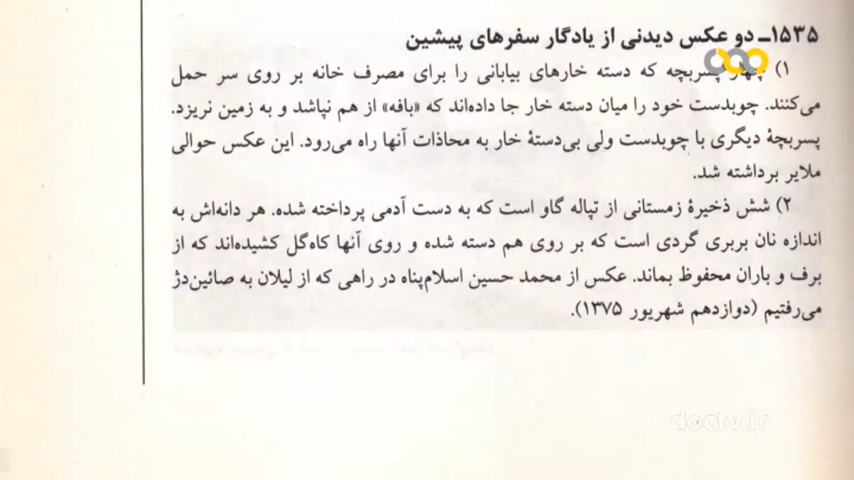 ۱۵۳۵ـ دو عکس دیدنی از یادگار سفرهای پیشین
۱) چهار پسربچه که دسته خارهای بیابانی را برای مصرف خانه بر روی سر حمل
می‌کنند. چوبدست خود را میان دسته خار جا داده‌اند که «بافه» از هم نپاشد و به زمین نریزد.
پسربچهٔ دیگری با چوبدست ولی بی‌دستهٔ خار به محاذات آنها راه می‌رود. این عکس حوالی
ملایر برداشته شد.
۲) شش ذخیرهٔ زمستانی از تپاله گاو است که به دست آدمی پرداخته شده. هر دانه‌اش به
اندازه نان بربری گردی است که بر روی هم دسته شده و روی آنها کاه‌گل کشیده‌اند که از
برف و باران محفوظ بماند. عکس از محمد حسین اسلام‌پناه در راهی که از لیلان به صائین‌دژ
می‌رفتیم (دوازدهم شهریور ۱۳۷۵).
doctv.ir